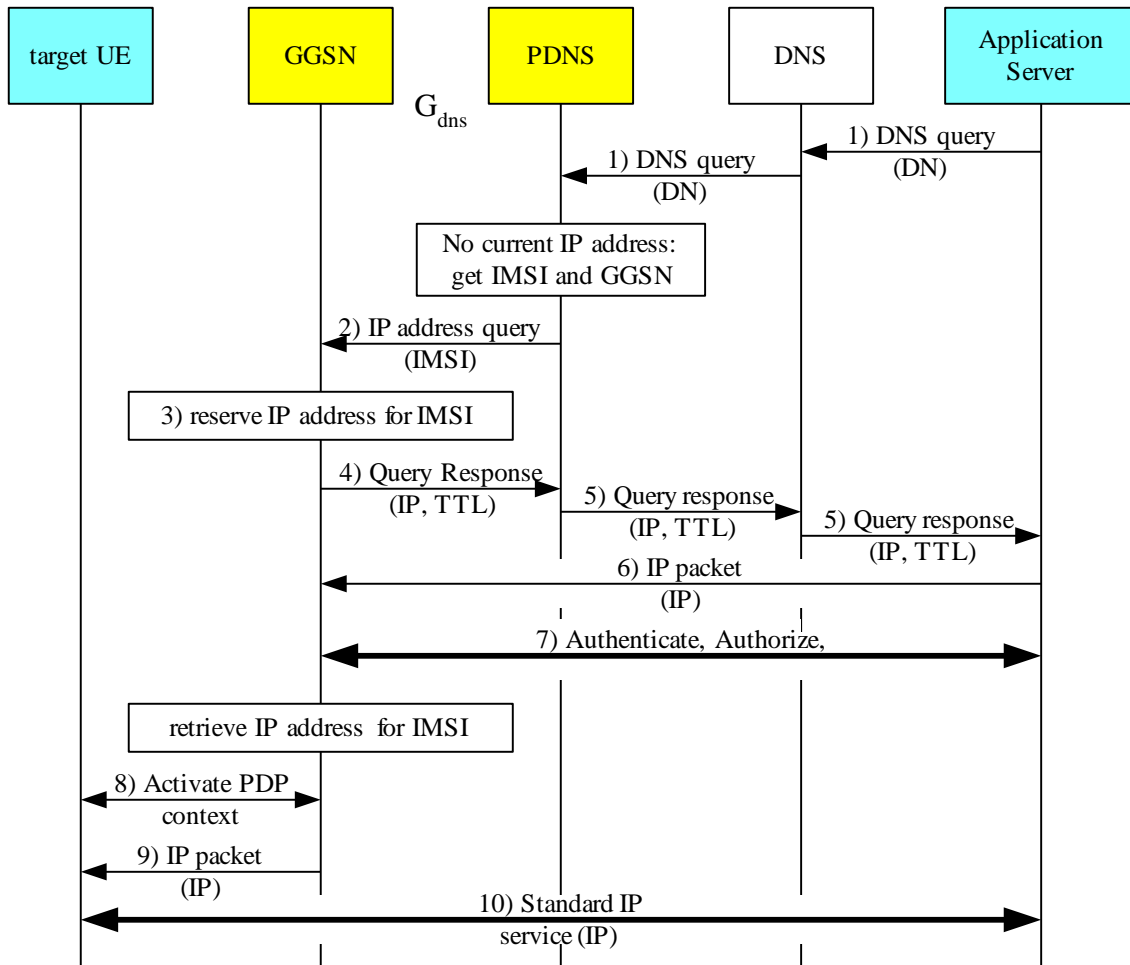 target UE
GGSN
PDNS
DNS
Application
Server
Gdns
1) DNS query
(DN)
1) DNS query
(DN)
No current IP address:
get IMSI and GGSN
2) IP address query
(IMSI)
3) reserve IP address for IMSI
4) Query Response
(IP, TTL)
5) Query response
(IP, TTL)
5) Query response
(IP, TTL)
6) IP packet
(IP)
7) Authenticate, Authorize,
retrieve IP address for IMSI
8) Activate PDP
context
9) IP packet
(IP)
10) Standard IP
service (IP)